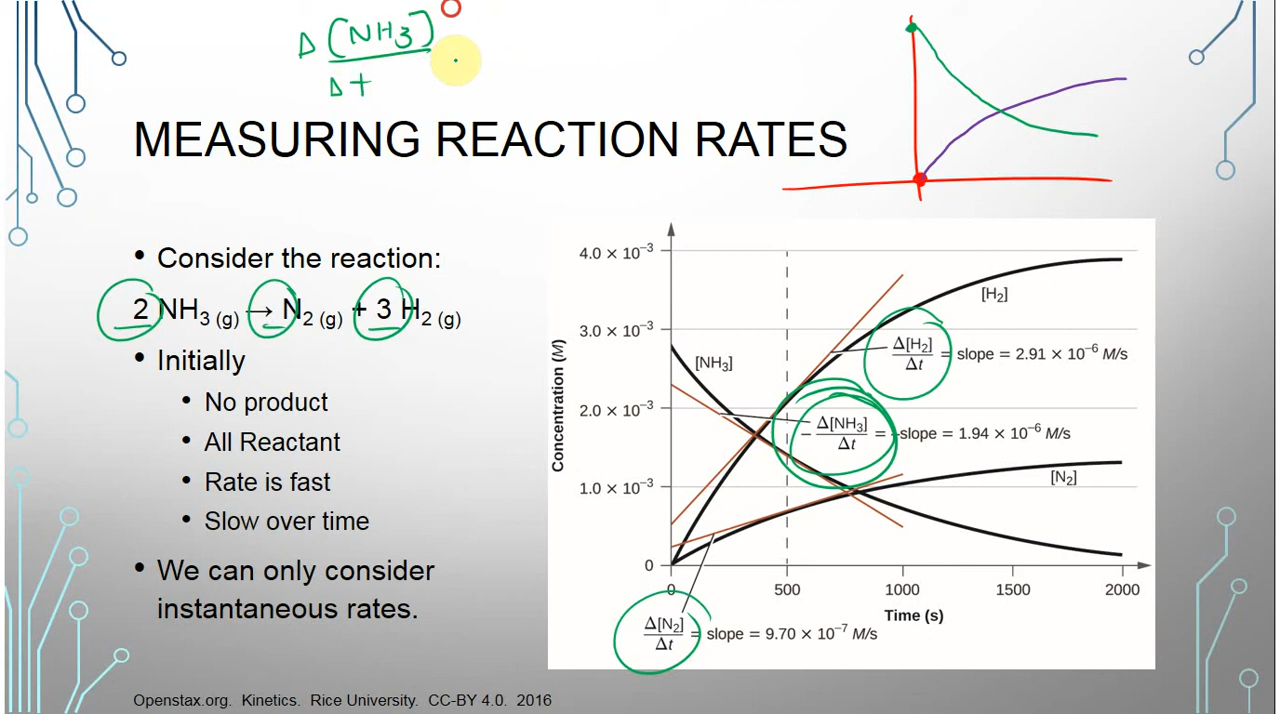 Δ[NH3]
Δt
MEASURING REACTION RATES
• Consider the reaction:
2 NH₃ (g) → N₂ (g) + 3 H₂ (g)
• Initially
• No product
• All Reactant
• Rate is fast
• Slow over time
• We can only consider
instantaneous rates.
Concentration (M)
4.0 × 10⁻³
3.0 × 10⁻³
2.0 × 10⁻³
1.0 × 10⁻³
0
[H₂]
Δ[H₂]/Δt = slope = 2.91 × 10⁻⁶ M/s
[NH₃]
−Δ[NH₃]/Δt = −slope = 1.94 × 10⁻⁶ M/s
[N₂]
0 500 1000 1500 2000
Time (s)
Δ[N₂]/Δt = slope = 9.70 × 10⁻⁷ M/s
Openstax.org. Kinetics. Rice University. CC-BY 4.0. 2016